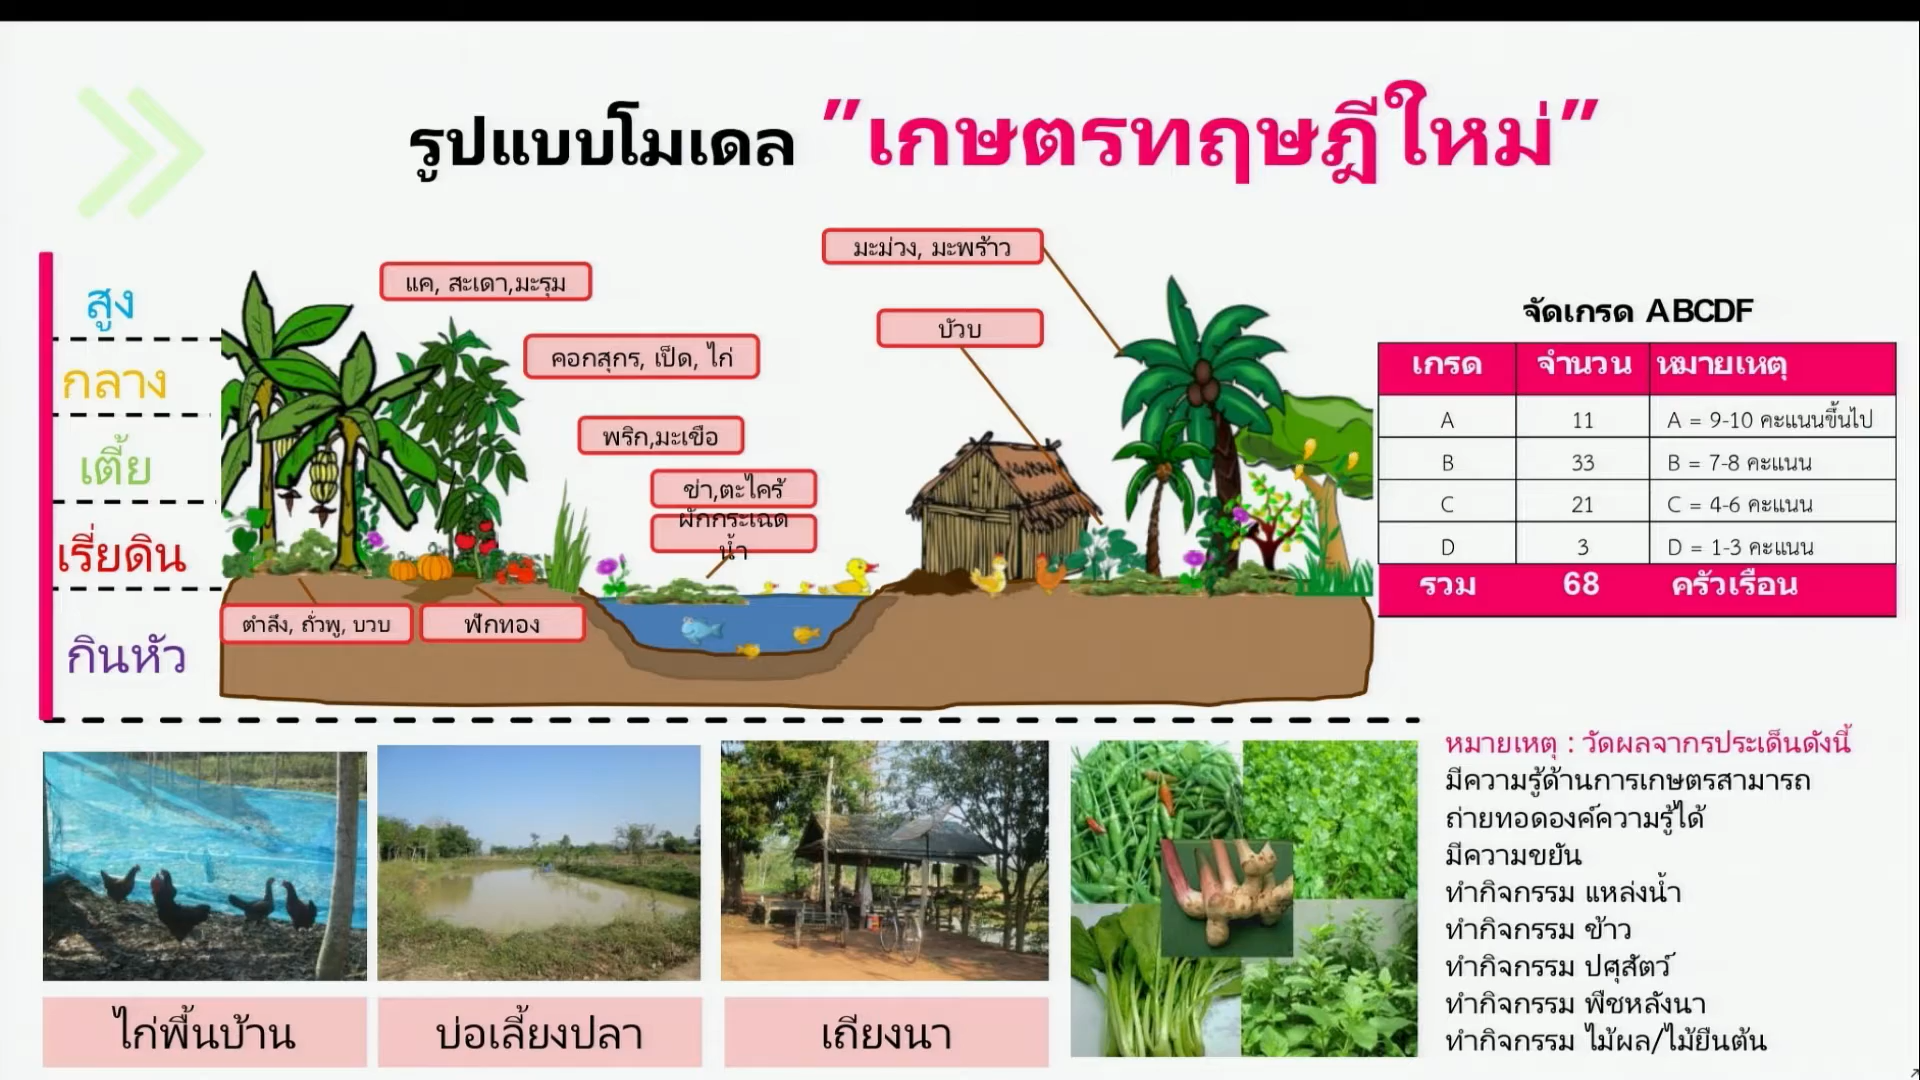 รูปแบบโมเดล "เกษตรทฤษฎีใหม่"
สูง
กลาง
เตี้ย
เรี่ยดิน
กินหัว
แค, สะเดา,มะรุม
คอกสุกร, เป็ด, ไก่
พริก,มะเขือ
ข่า,ตะไคร้
ผักกระเฉด
น้ำ
มะม่วง, มะพร้าว
บัวบ
ตำลึง, ถั่วพู, บวบ
ฟักทอง
จัดเกรด ABCDF
เกรด จำนวน หมายเหตุ
A 11 A = 9-10 คะแนนขึ้นไป
B 33 B = 7-8 คะแนน
C 21 C = 4-6 คะแนน
D 3 D = 1-3 คะแนน
รวม 68 ครัวเรือน
ไก่พื้นบ้าน
บ่อเลี้ยงปลา
เถียงนา
หมายเหตุ : วัดผลจากรประเด็นดังนี้
มีความรู้ด้านการเกษตรสามารถ
ถ่ายทอดองค์ความรู้ได้
มีความขยัน
ทำกิจกรรม แหล่งน้ำ
ทำกิจกรรม ข้าว
ทำกิจกรรม ปศุสัตว์
ทำกิจกรรม พืชหลังนา
ทำกิจกรรม ไม้ผล/ไม้ยืนต้น